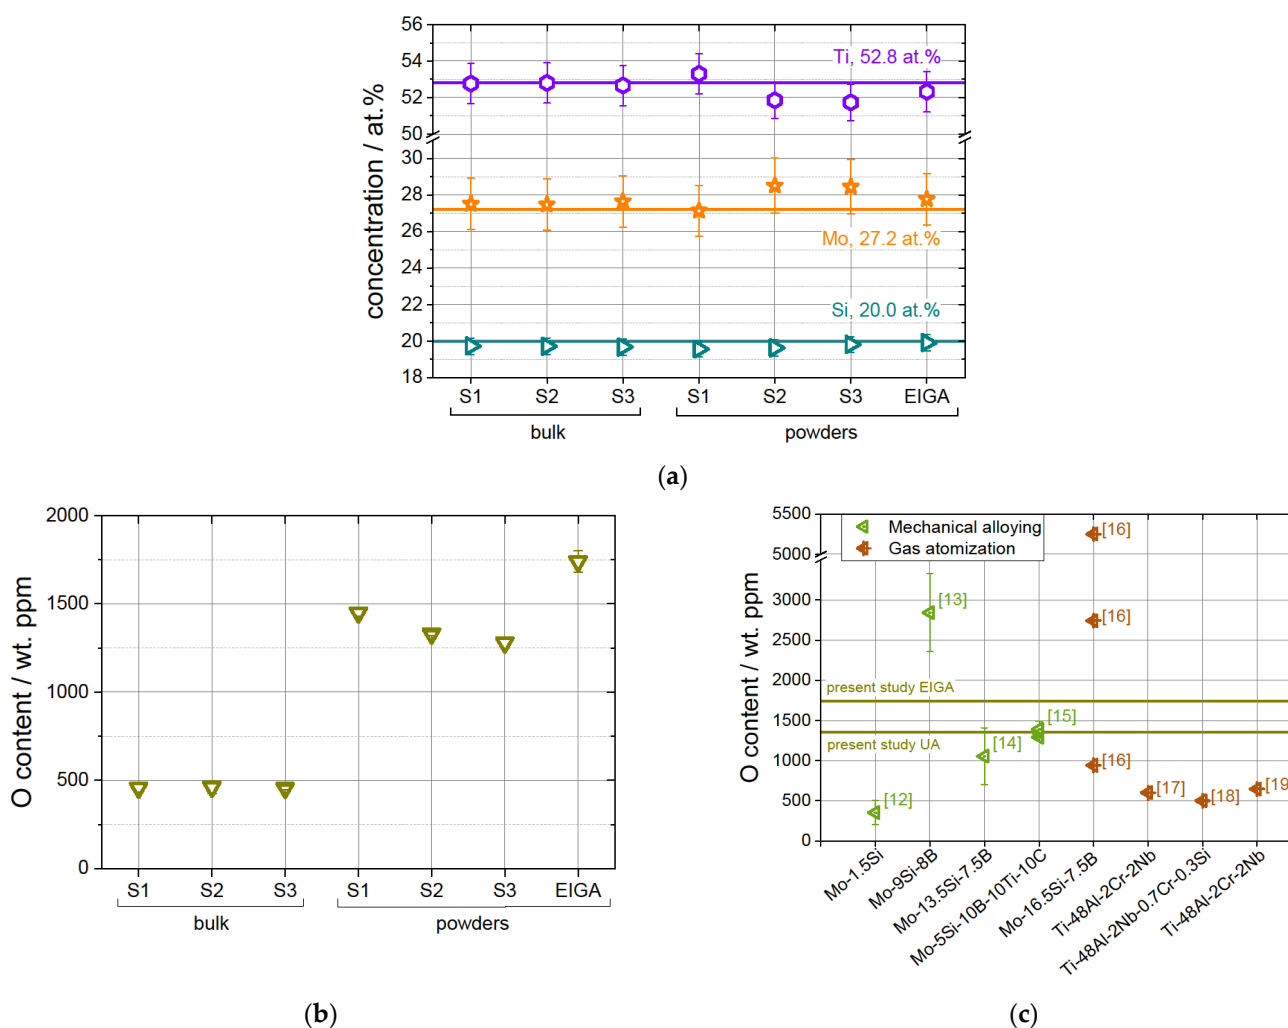 56
54
52
50
30
28
26
24
22
20
18
concentration / at.%
Ti, 52.8 at.%
Mo, 27.2 at.%
Si, 20.0 at.%
S1 S2 S3 S1 S2 S3 EIGA
bulk powders
(a)
2000
1500
1000
500
0
O content / wt. ppm
S1 S2 S3 S1 S2 S3 EIGA
bulk powders
(b)
5500
5000
3000
2500
2000
1500
1000
500
0
O content / wt. ppm
Mechanical alloying
Gas atomization
[16]
[13]
[16]
present study EIGA
[15]
present study UA
[14]
[16]
[12]
[17]
[18]
[19
Mo-1.5Si
Mo-9Si-8B
Mo-13.5Si-7.5B
Mo-5Si-10B-10Ti-10C
Mo-16.5Si-7.5B
Ti-48Al-2Cr-2Nb
Ti-48Al-2Nb-0.7Cr-0.3Si
Ti-48Al-2Cr-2Nb
(c)